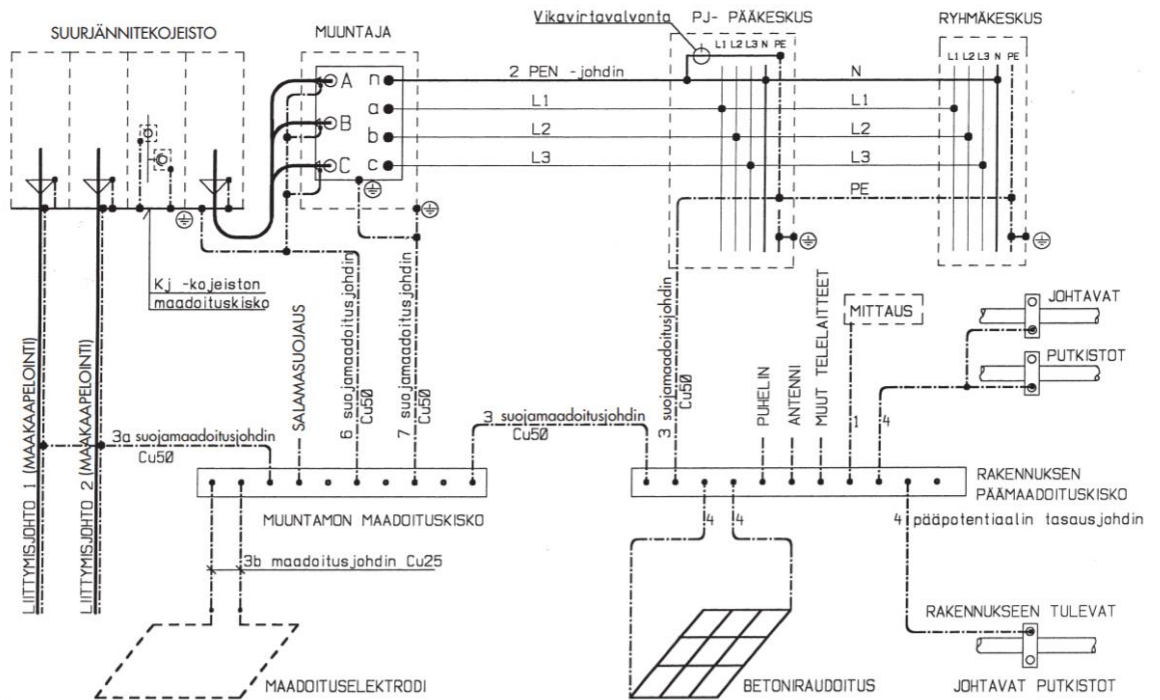 SUURJÄNNITEKOJEISTO
MUUNTAJA
Vikavirtavalvonta
PJ- PÄÄKESKUS
RYHMÄKESKUS
L1 L2 L3 N PE
L1 L2 L3 N PE
A n
2 PEN -johdin
N
a
L1
L1
B b
L2
L2
C c
L3
L3
PE
Kj -kojeiston
maadoituskisko
LIITTYMISJOHTO 1 (MAAKAAPELOINTI)
LIITTYMISJOHTO 2 (MAAKAAPELOINTI)
3a suojamaadoitusjohdin
Cu50
SALAMASUOJAUS
6 suojamaadoitusjohdin
Cu50
7 suojamaadoitusjohdin
Cu50
3 suojamaadoitusjohdin
Cu50
3 suojamaadoitusjohdin
Cu50
PUHELIN
ANTENNI
MUUT TELELAITTEET
MITTAUS
1
4
JOHTAVAT
PUTKISTOT
MUUNTAMON MAADOITUSKISKO
RAKENNUKSEN
PÄÄMAADOITUSKISKO
4 4
4 pääpotentiaalin tasausjohdin
3b maadoitusjohdin Cu25
MAADOITUSELEKTRODI
BETONIRAUDOITUS
RAKENNUKSEEN TULEVAT
JOHTAVAT PUTKISTOT